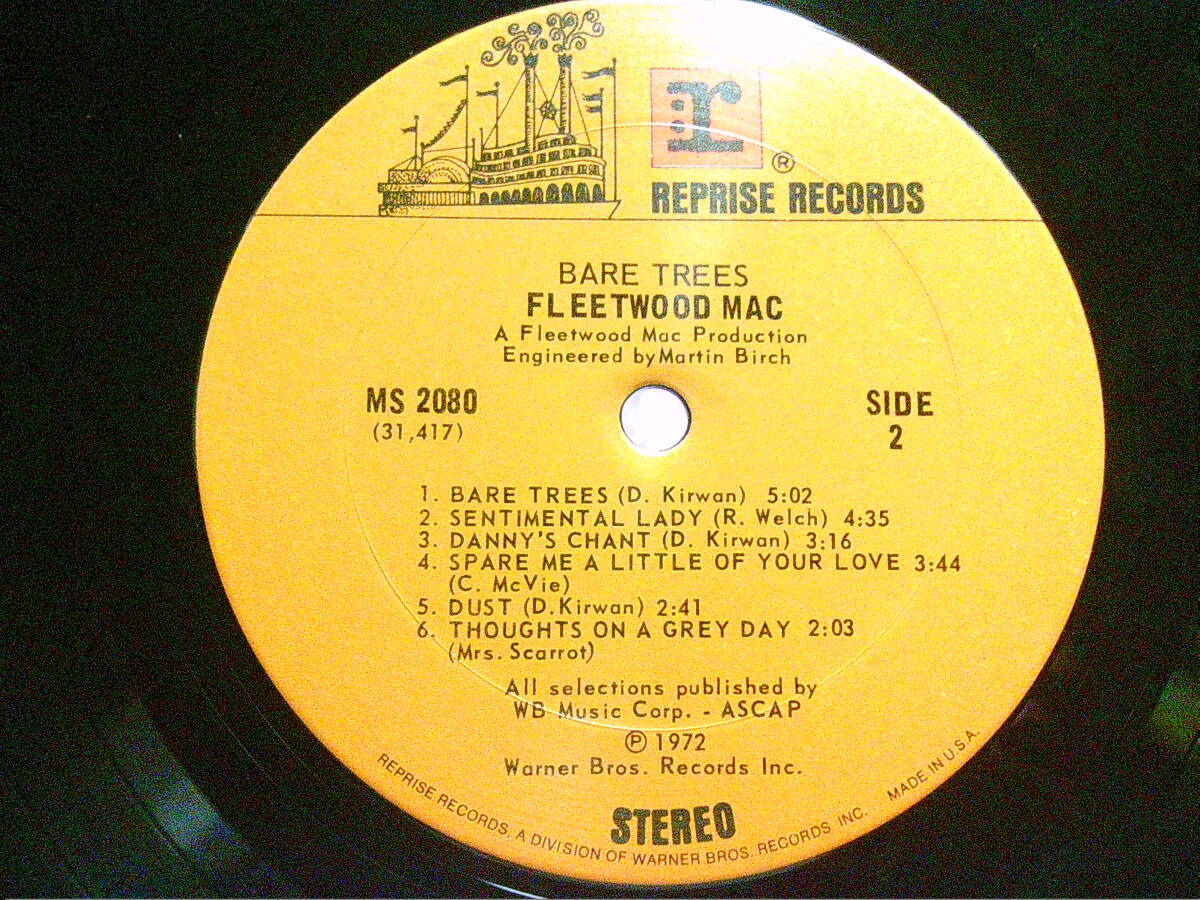 :r
®
REPRISE RECORDS
BARE TREES
FLEETWOOD MAC
A Fleetwood Mac Production
Engineered by Martin Birch
MS 2080
(31,417)
SIDE
2
1. BARE TREES (D. Kirwan) 5:02
2. SENTIMENTAL LADY (R. Welch) 4:35
3. DANNY'S CHANT (D. Kirwan) 3:16
4. SPARE ME A LITTLE OF YOUR LOVE 3:44
(C. McVie)
5. DUST (D. Kirwan) 2:41
6. THOUGHTS ON A GREY DAY 2:03
(Mrs. Scarrot)
All selections published by
WB Music Corp. - ASCAP
℗ 1972
Warner Bros. Records Inc.
STEREO
REPRISE RECORDS, A DIVISION OF WARNER BROS. RECORDS INC. MADE IN U.S.A.